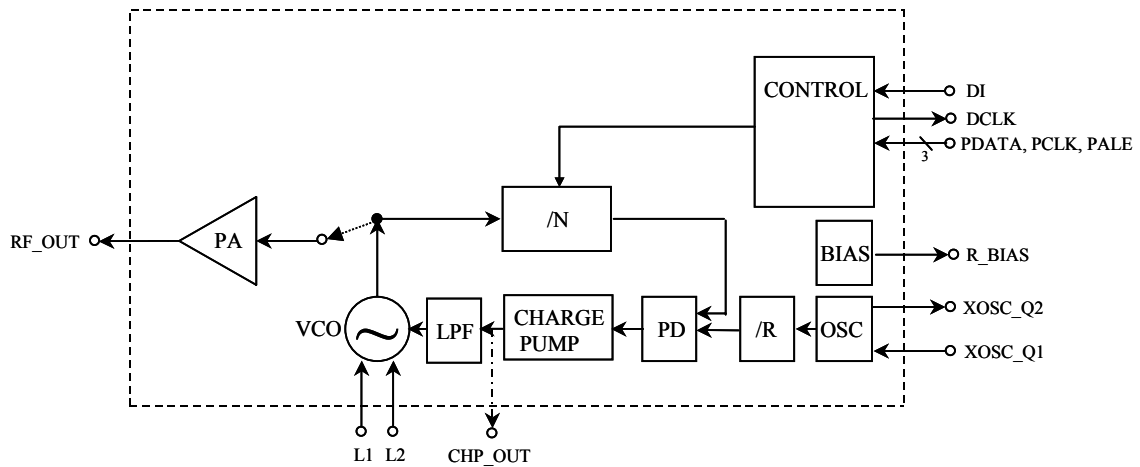 CONTROL
DI
DCLK
PDATA, PCLK, PALE
3
/N
RF_OUT
PA
BIAS
R_BIAS
VCO
LPF
CHARGE
PUMP
PD
/R
OSC
XOSC_Q2
XOSC_Q1
L1
L2
CHP_OUT